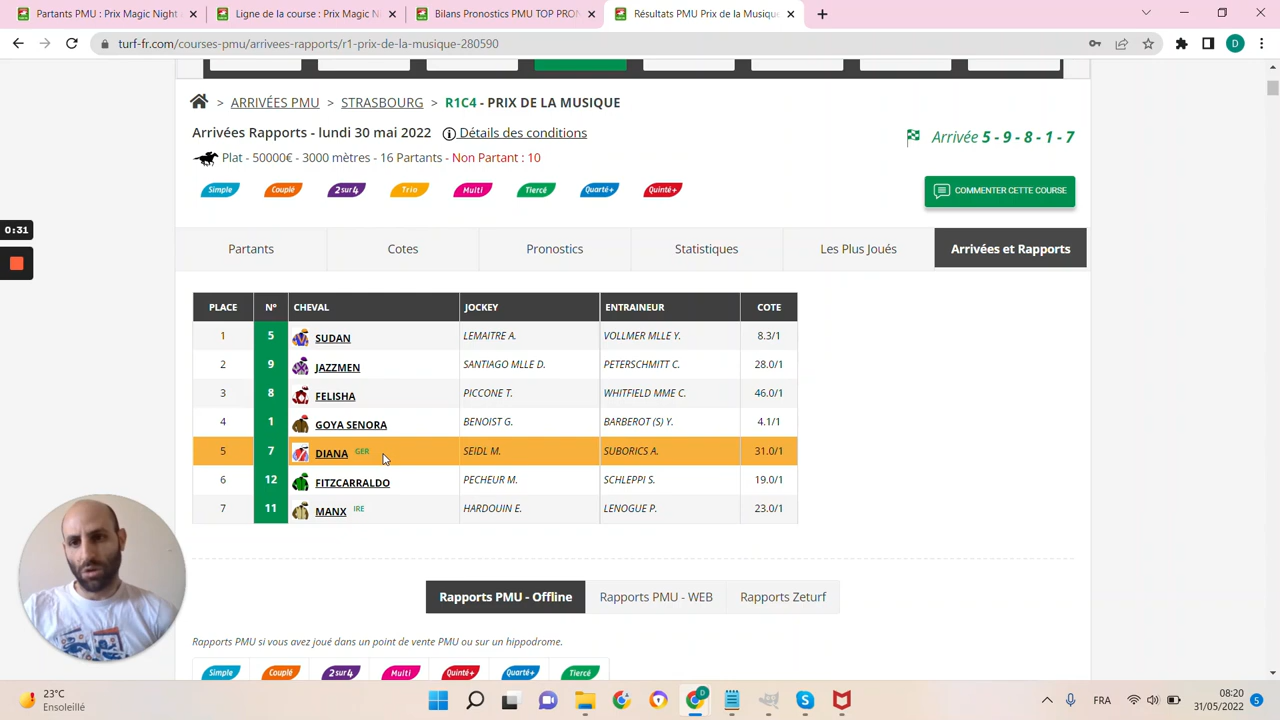 Partants PMU : Prix Magic Night
Ligne de la course : Prix Magic N
Bilans Pronostics PMU TOP PRON
Résultats PMU Prix de la Musique
turf-fr.com/courses-pmu/arrivees-rapports/r1-prix-de-la-musique-280590
D
> ARRIVÉES PMU > STRASBOURG > R1C4 - PRIX DE LA MUSIQUE
Arrivées Rapports - lundi 30 mai 2022 Détails des conditions
Arrivée 5 - 9 - 8 - 1 - 7
Plat - 50000€ - 3000 mètres - 16 Partants - Non Partant : 10
Simple Couplé 2sur4 Trio Multi Tiercé Quarté+ Quinté+
COMMENTER CETTE COURSE
0:31
Partants Cotes Pronostics Statistiques Les Plus Joués Arrivées et Rapports
PLACE N° CHEVAL JOCKEY ENTRAINEUR COTE
1 5 SUDAN LEMAITRE A. VOLLMER MLLE Y. 8.3/1
2 9 JAZZMEN SANTIAGO MLLE D. PETERSCHMITT C. 28.0/1
3 8 FELISHA PICCONE T. WHITFIELD MME C. 46.0/1
4 1 GOYA SENORA BENOIST G. BARBEROT (S) Y. 4.1/1
5 7 DIANA GER SEIDL M. SUBORICS A. 31.0/1
6 12 FITZCARRALDO PECHEUR M. SCHLEPPI S. 19.0/1
7 11 MANX IRE HARDOUIN E. LENOGUE P. 23.0/1
Rapports PMU - Offline Rapports PMU - WEB Rapports Zeturf
Rapports PMU si vous avez joué dans un point de vente PMU ou sur un hippodrome.
Simple Couplé 2sur4 Multi Quinté+ Quarté+ Tiercé
23°C
Ensoleillé
D
FRA
08:20
31/05/2022
5